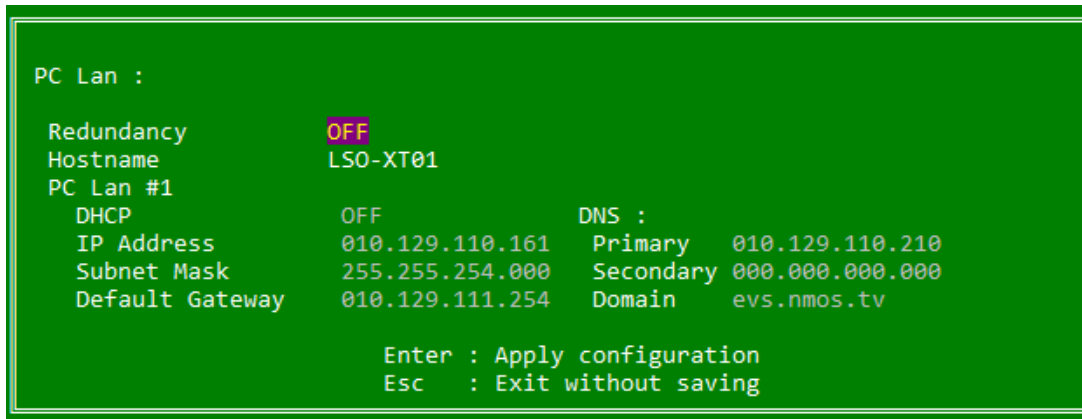 PC Lan :
Redundancy OFF
Hostname LSO-XT01
PC Lan #1
DHCP OFF DNS :
IP Address 010.129.110.161 Primary 010.129.110.210
Subnet Mask 255.255.254.000 Secondary 000.000.000.000
Default Gateway 010.129.111.254 Domain evs.nmos.tv
Enter : Apply configuration
Esc : Exit without saving